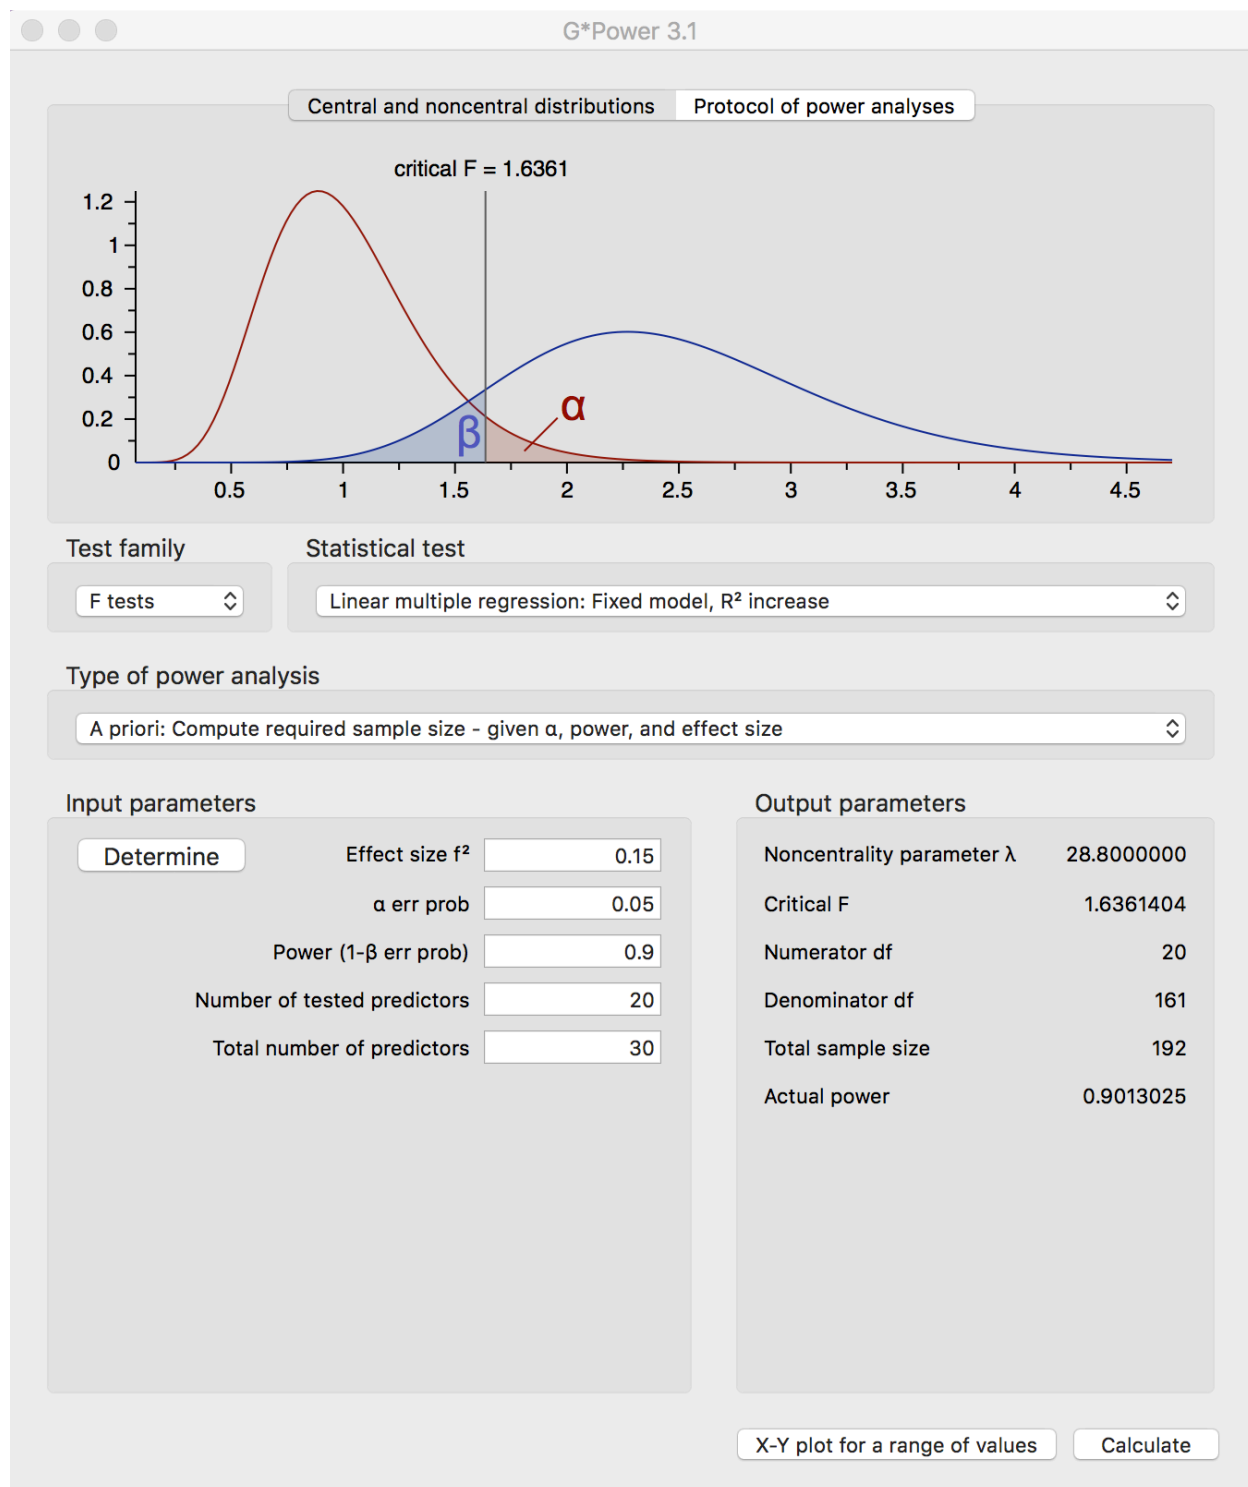 G*Power 3.1
Central and noncentral distributions Protocol of power analyses
critical F = 1.6361
1.2
1
0.8
0.6
0.4
0.2
0
β
α
0.5 1 1.5 2 2.5 3 3.5 4 4.5
Test family Statistical test
F tests Linear multiple regression: Fixed model, R² increase
Type of power analysis
A priori: Compute required sample size - given α, power, and effect size
Input parameters
Determine Effect size f² 0.15
α err prob 0.05
Power (1-β err prob) 0.9
Number of tested predictors 20
Total number of predictors 30
Output parameters
Noncentrality parameter λ 28.8000000
Critical F 1.6361404
Numerator df 20
Denominator df 161
Total sample size 192
Actual power 0.9013025
X-Y plot for a range of values Calculate